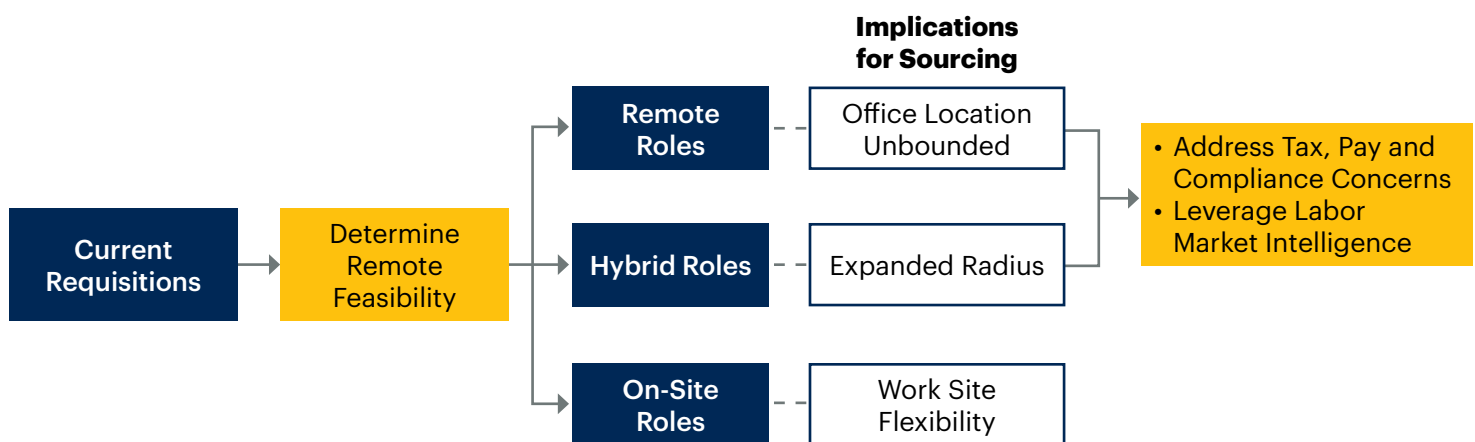 Implications
for Sourcing
Current
Requisitions
Determine
Remote
Feasibility
Remote
Roles
Office Location
Unbounded
Hybrid Roles
Expanded Radius
On-Site
Roles
Work Site
Flexibility
• Address Tax, Pay and
Compliance Concerns
• Leverage Labor
Market Intelligence